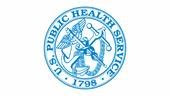 U.S. PUBLIC HEALTH SERVICE
• 1798 •